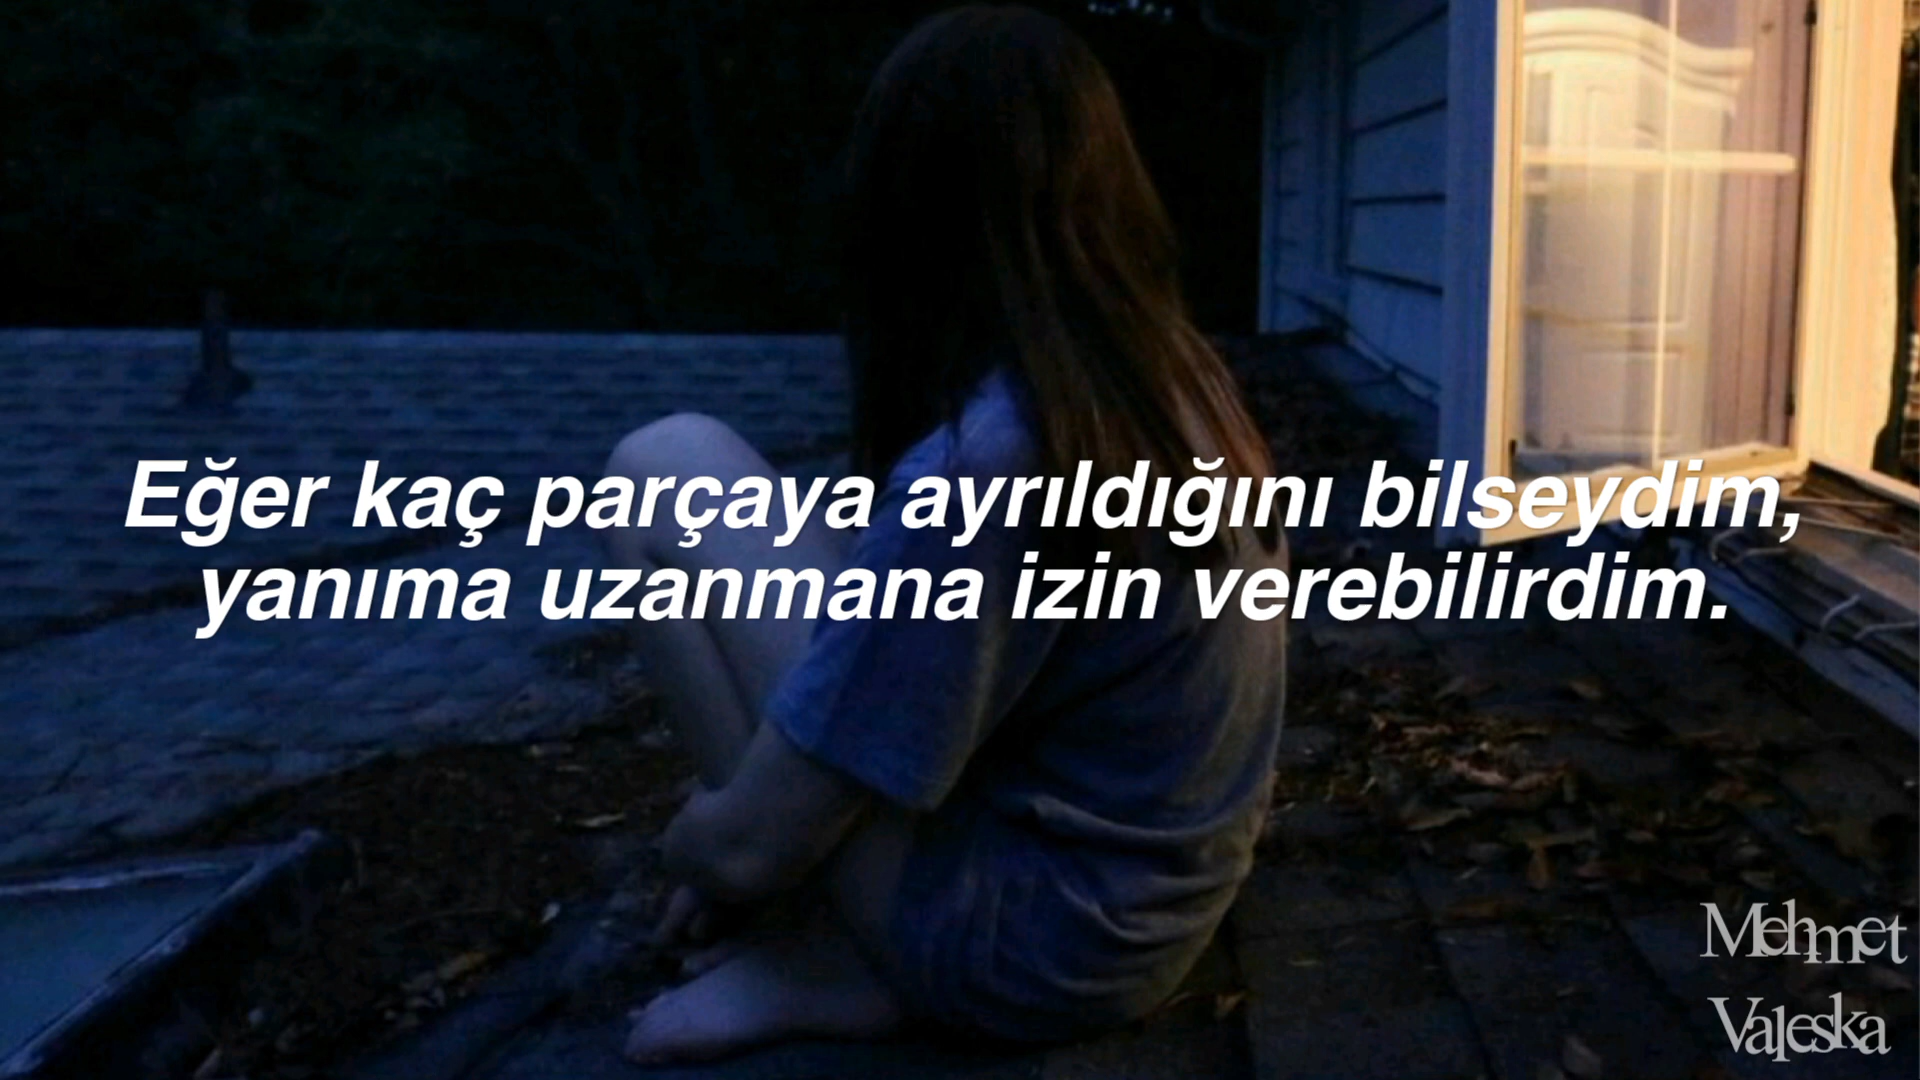 Eğer kaç parçaya ayrıldığını bilseydim,
yanıma uzanmana izin verebilirdim.
Mehmet
Valeska